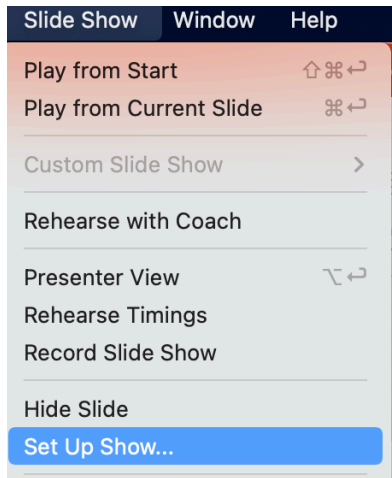 Slide Show Window Help
Play from Start ⇧⌘↩
Play from Current Slide ⌘↩
Custom Slide Show >
Rehearse with Coach
Presenter View ⌥↩
Rehearse Timings
Record Slide Show
Hide Slide
Set Up Show...